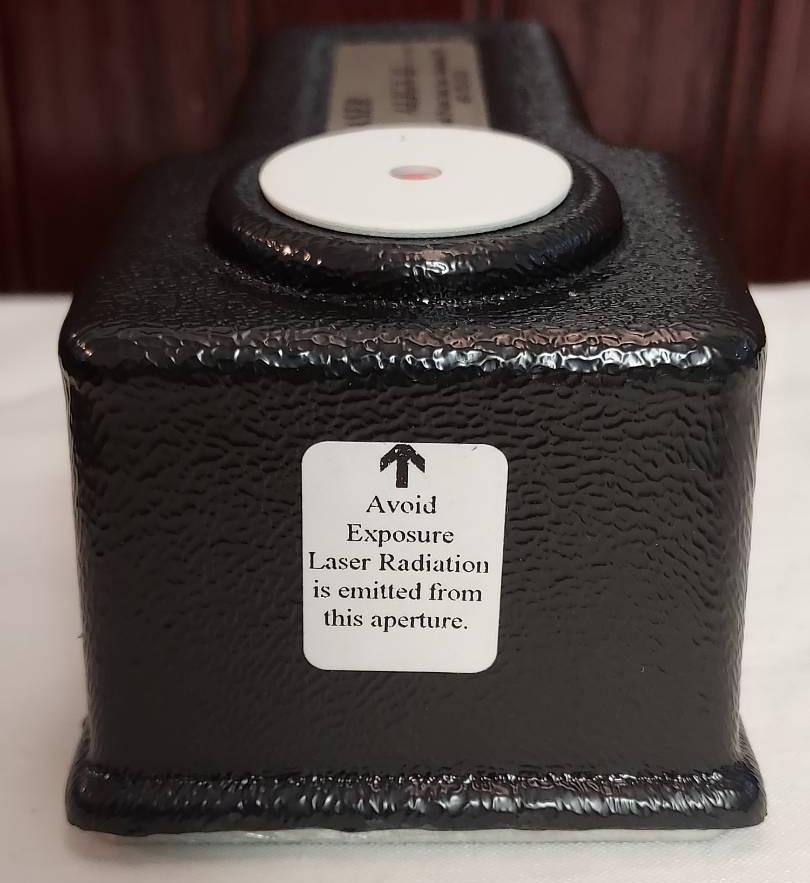 Avoid
Exposure
Laser Radiation
is emitted from
this aperture.